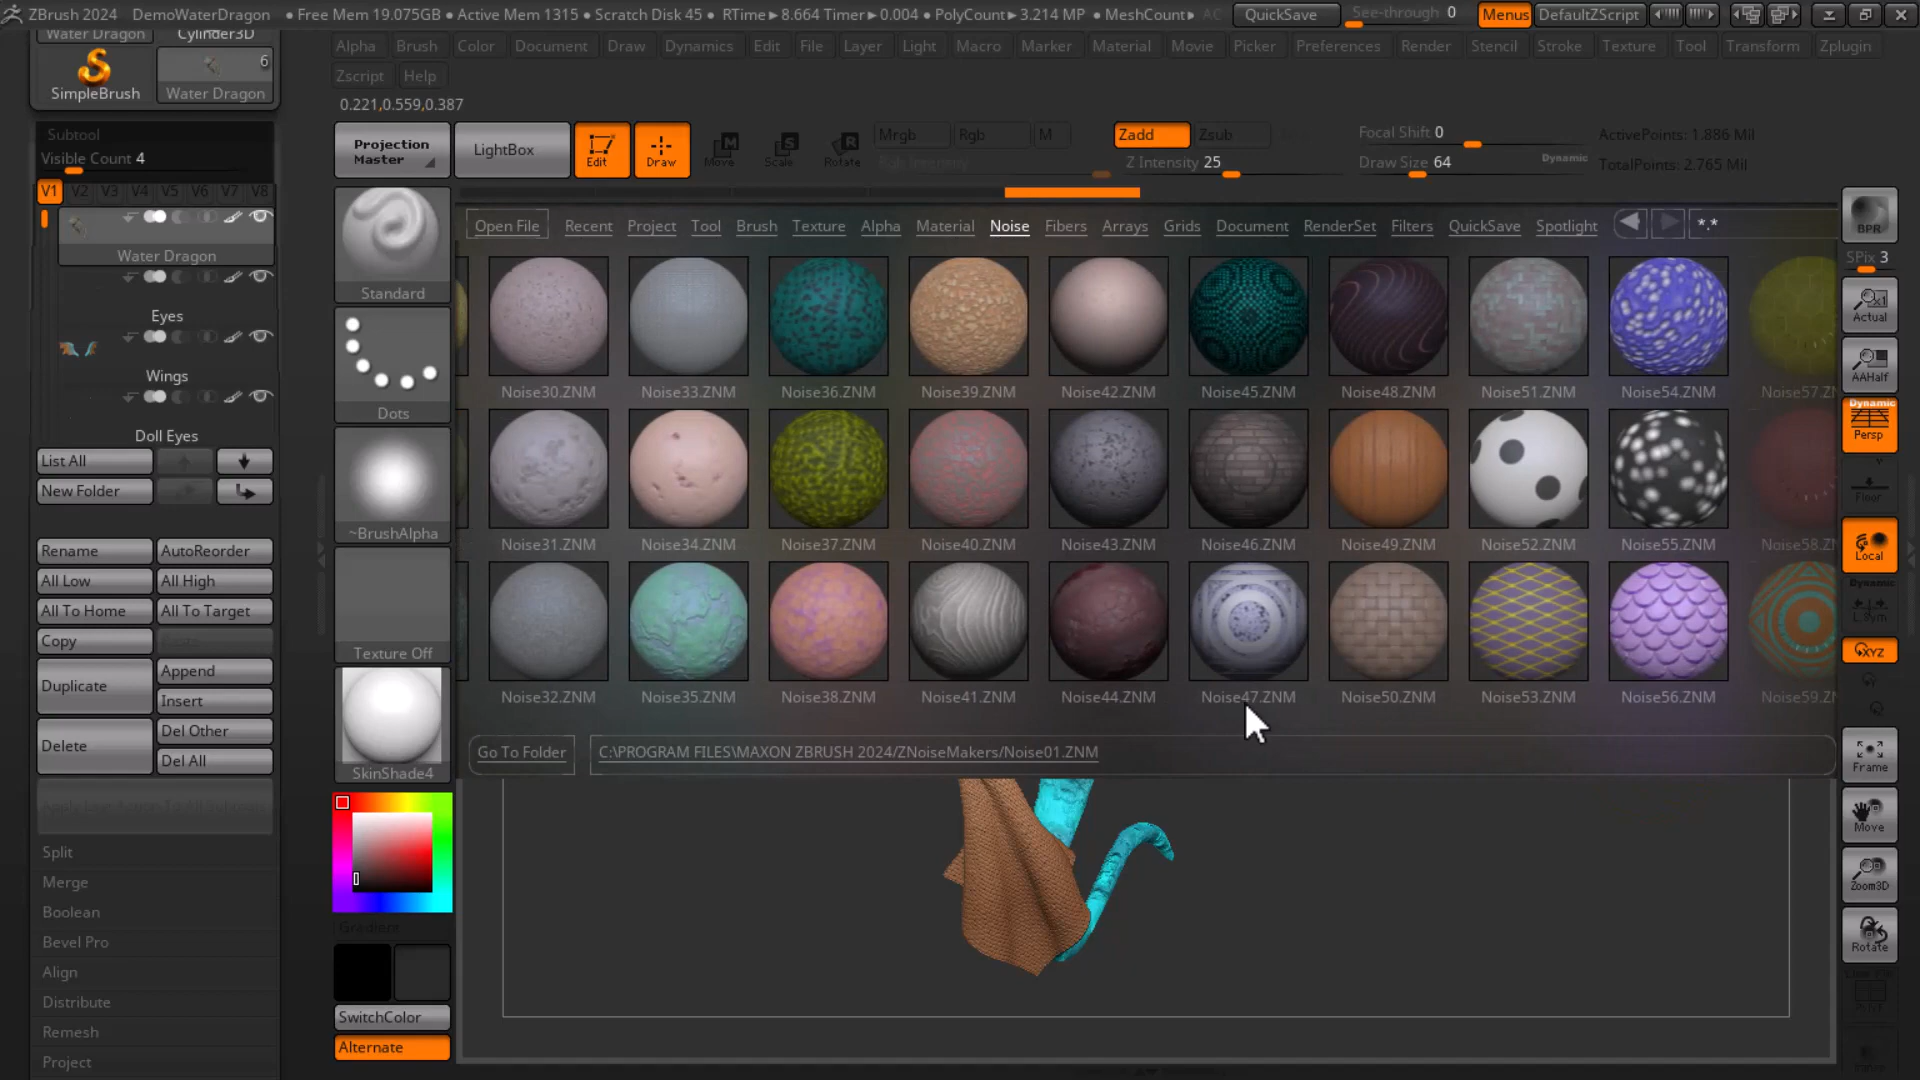 ZBrush 2024 DemoWaterDragon • Free Mem 19.075GB • Active Mem 1315 • Scratch Disk 45 • RTime▶8.664 Timer▶0.004 • PolyCount▶3.214 MP • MeshCount▶ AC QuickSave See-through 0 Menus DefaultZScript
Water Dragon Cylinder3D
Alpha Brush Color Document Draw Dynamics Edit File Layer Light Macro Marker Material Movie Picker Preferences Render Stencil Stroke Texture Tool Transform Zplugin
6
Zscript Help
SimpleBrush Water Dragon
0.221,0.559,0.387
Subtool
Visible Count 4
Projection Master LightBox Edit Draw Move Scale Rotate
Mrgb Rgb M Zadd Zsub
Rgb Intensity Z Intensity 25
Focal Shift 0 ActivePoints: 1.886 Mil
Draw Size 64 Dynamic TotalPoints: 2.765 Mil
V1 V2 V3 V4 V5 V6 V7 V8
Water Dragon
Eyes
Wings
Doll Eyes
List All
New Folder
Rename AutoReorder
All Low All High
All To Home All To Target
Copy
Duplicate Append
Insert
Delete Del Other
Del All
Split
Merge
Boolean
Bevel Pro
Align
Distribute
Remesh
Project
Standard
Dots
~BrushAlpha
Texture Off
SkinShade4
Gradient
SwitchColor
Alternate
Open File Recent Project Tool Brush Texture Alpha Material Noise Fibers Arrays Grids Document RenderSet Filters QuickSave Spotlight *.*
Noise30.ZNM Noise33.ZNM Noise36.ZNM Noise39.ZNM Noise42.ZNM Noise45.ZNM Noise48.ZNM Noise51.ZNM Noise54.ZNM Noise57.Z
Noise31.ZNM Noise34.ZNM Noise37.ZNM Noise40.ZNM Noise43.ZNM Noise46.ZNM Noise49.ZNM Noise52.ZNM Noise55.ZNM Noise58.Z
Noise32.ZNM Noise35.ZNM Noise38.ZNM Noise41.ZNM Noise44.ZNM Noise47.ZNM Noise50.ZNM Noise53.ZNM Noise56.ZNM Noise59.Z
Go To Folder C:\PROGRAM FILES\MAXON ZBRUSH 2024/ZNoiseMakers/Noise01.ZNM
BPR
SPix 3
Actual
AAHalf
Dynamic
Persp
Floor
Local
Dynamic
L.Sym
XYZ
Frame
Move
Zoom3D
Rotate